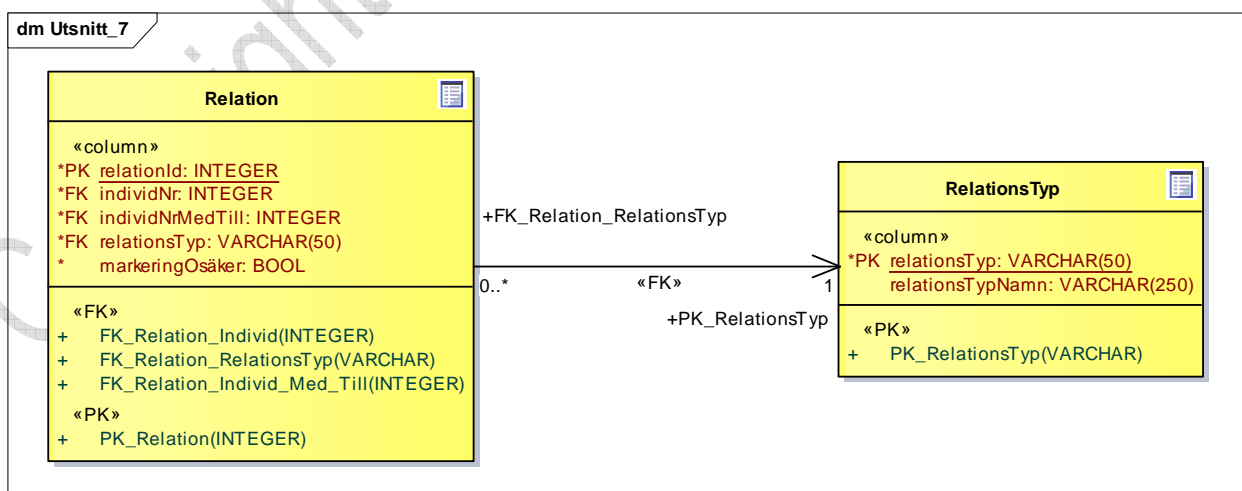 dm Utsnitt_7
Relation
«column»
*PK relationId: INTEGER
*FK individNr: INTEGER
*FK individNrMedTill: INTEGER
*FK relationsTyp: VARCHAR(50)
* markeringOsäker: BOOL
«FK»
+ FK_Relation_Individ(INTEGER)
+ FK_Relation_RelationsTyp(VARCHAR)
+ FK_Relation_Individ_Med_Till(INTEGER)
«PK»
+ PK_Relation(INTEGER)
+FK_Relation_RelationsTyp
0..* «FK» 1
+PK_RelationsTyp
RelationsTyp
«column»
*PK relationsTyp: VARCHAR(50)
relationsTypNamn: VARCHAR(250)
«PK»
+ PK_RelationsTyp(VARCHAR)